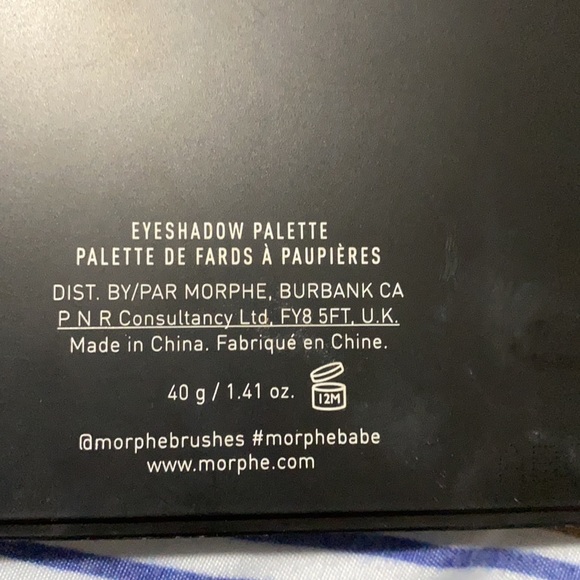 EYESHADOW PALETTE
PALETTE DE FARDS À PAUPIÈRES
DIST. BY/PAR MORPHE, BURBANK CA
P N R Consultancy Ltd, FY8 5FT, U.K.
Made in China. Fabriqué en Chine.
40 g / 1.41 oz. 12M
@morphebrushes #morphebabe
www.morphe.com